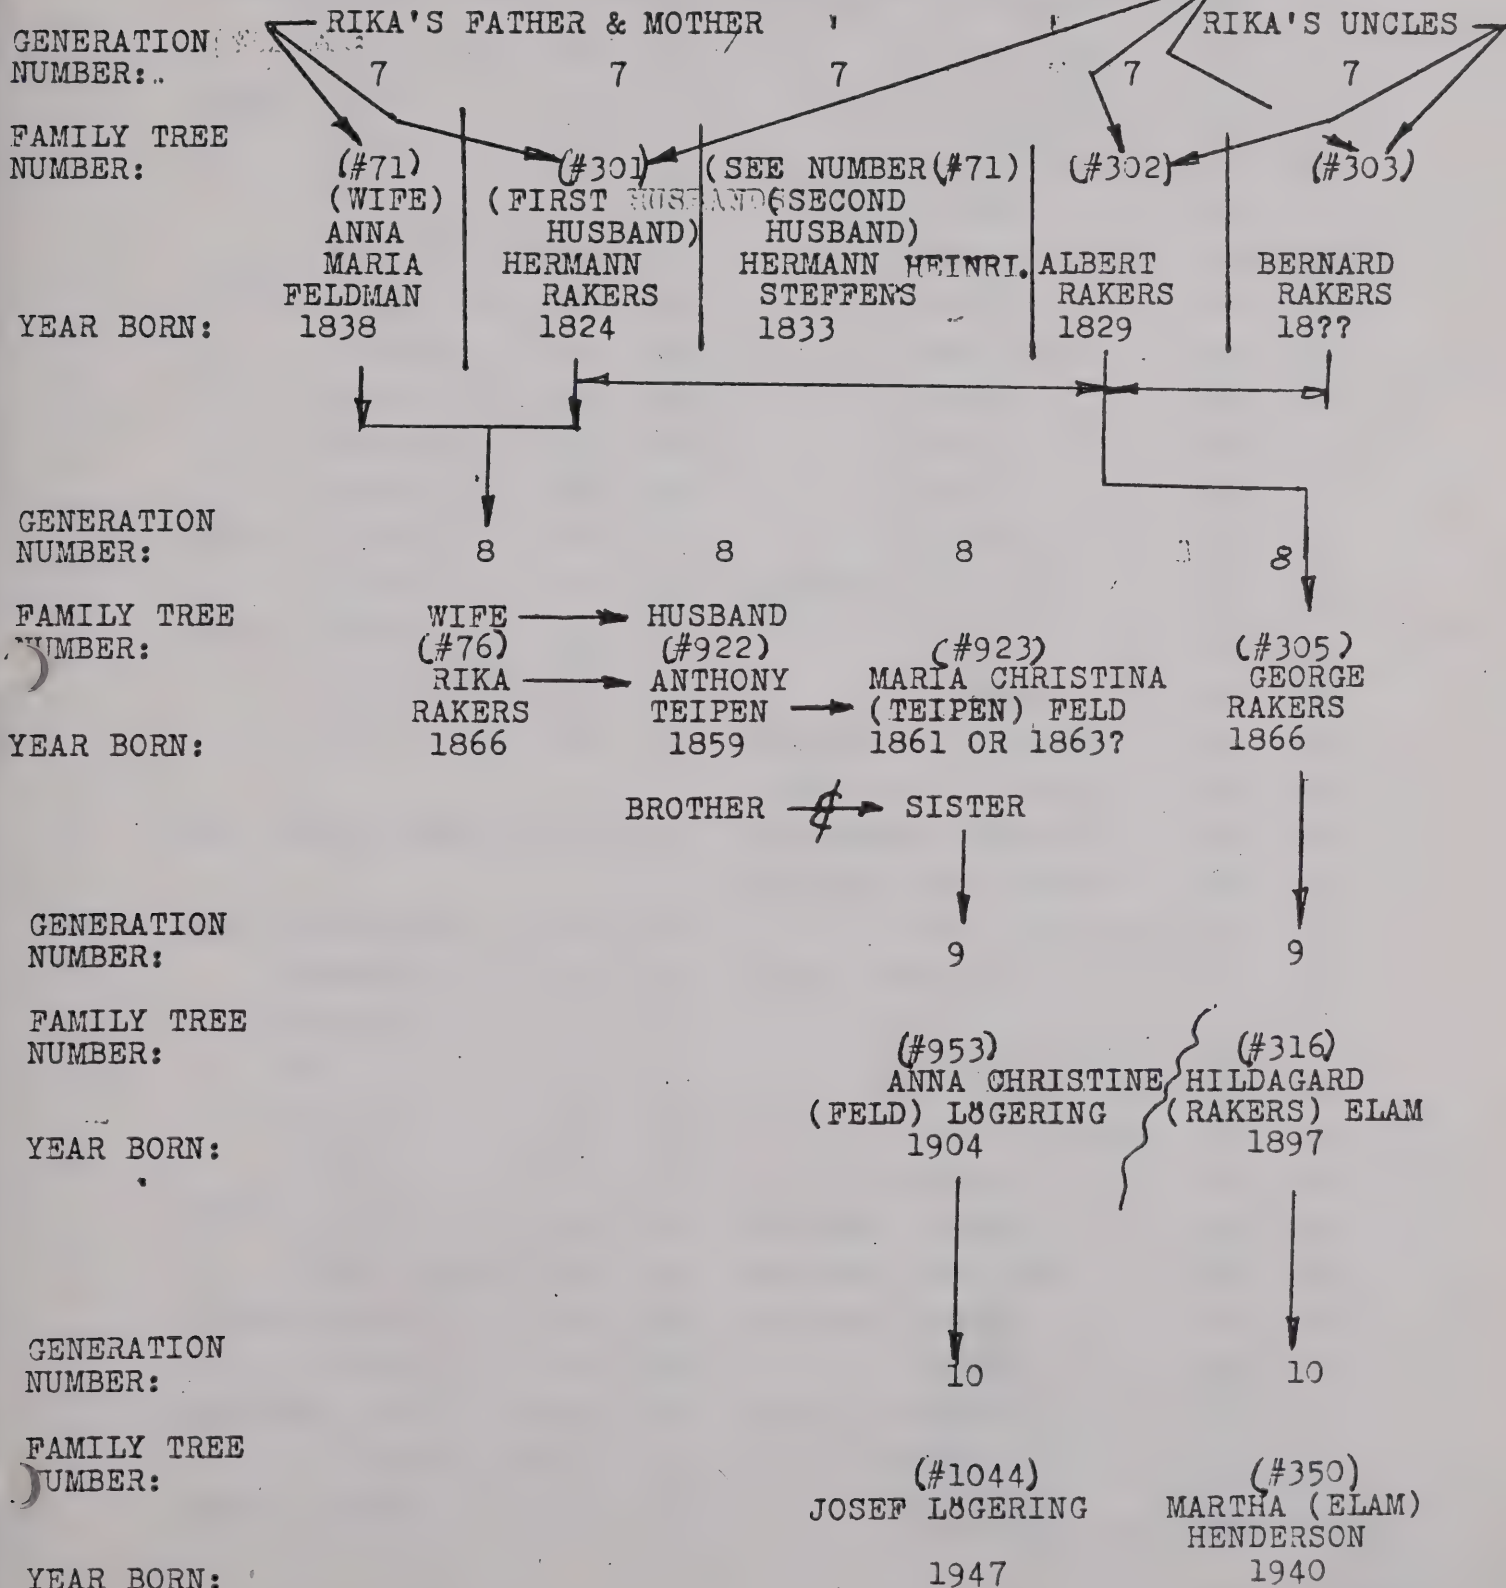 RIKA'S FATHER & MOTHER RIKA'S UNCLES
GENERATION
NUMBER: 7 7 7 7 7
FAMILY TREE
NUMBER: (#71) (#301) (SEE NUMBER (#71) (#302) (#303)
(WIFE) (FIRST HUSBAND (SECOND
ANNA HUSBAND) HUSBAND)
MARIA HERMANN HERMANN HEINRI. ALBERT BERNARD
FELDMAN RAKERS STEFFENS RAKERS RAKERS
YEAR BORN: 1838 1824 1833 1829 18??
GENERATION
NUMBER: 8 8 8 8
FAMILY TREE WIFE HUSBAND
NUMBER: (#76) (#922) (#923) (#305)
RIKA ANTHONY MARIA CHRISTINA GEORGE
RAKERS TEIPEN (TEIPEN) FELD RAKERS
YEAR BORN: 1866 1859 1861 OR 1863? 1866
BROTHER & SISTER
GENERATION
NUMBER: 9 9
FAMILY TREE
NUMBER: (#953) (#316)
ANNA CHRISTINE HILDAGARD
(FELD) LÖGERING (RAKERS) ELAM
YEAR BORN: 1904 1897
GENERATION
NUMBER: 10 10
FAMILY TREE
NUMBER: (#1044) (#350)
JOSEF LÖGERING MARTHA (ELAM)
HENDERSON
YEAR BORN: 1947 1940